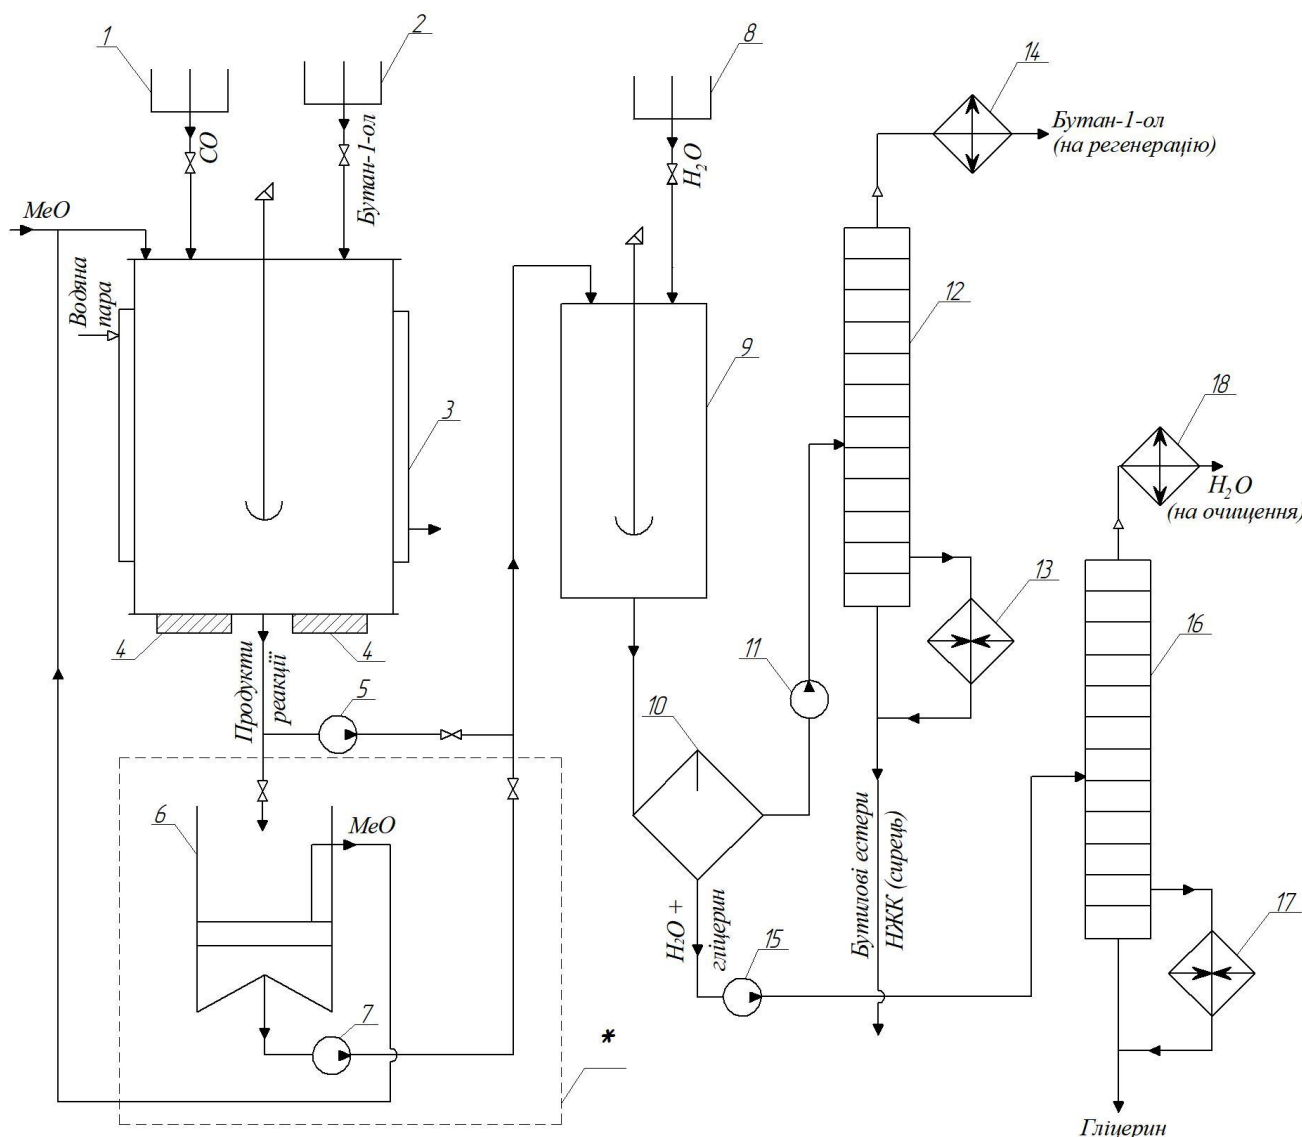 1
2
8
14
CO
Бутан-1-ол
H₂O
Бутан-1-ол
(на регенерацію)
MeO
Водяна
пара
12
9
3
18
H₂O
(на очищення)
13
4
4
11
16
Продукти
реакції
5
10
6
MeO
Бутилові естери
НЖК (сирець)
H₂O +
гліцерин
15
17
7
*
Гліцерин